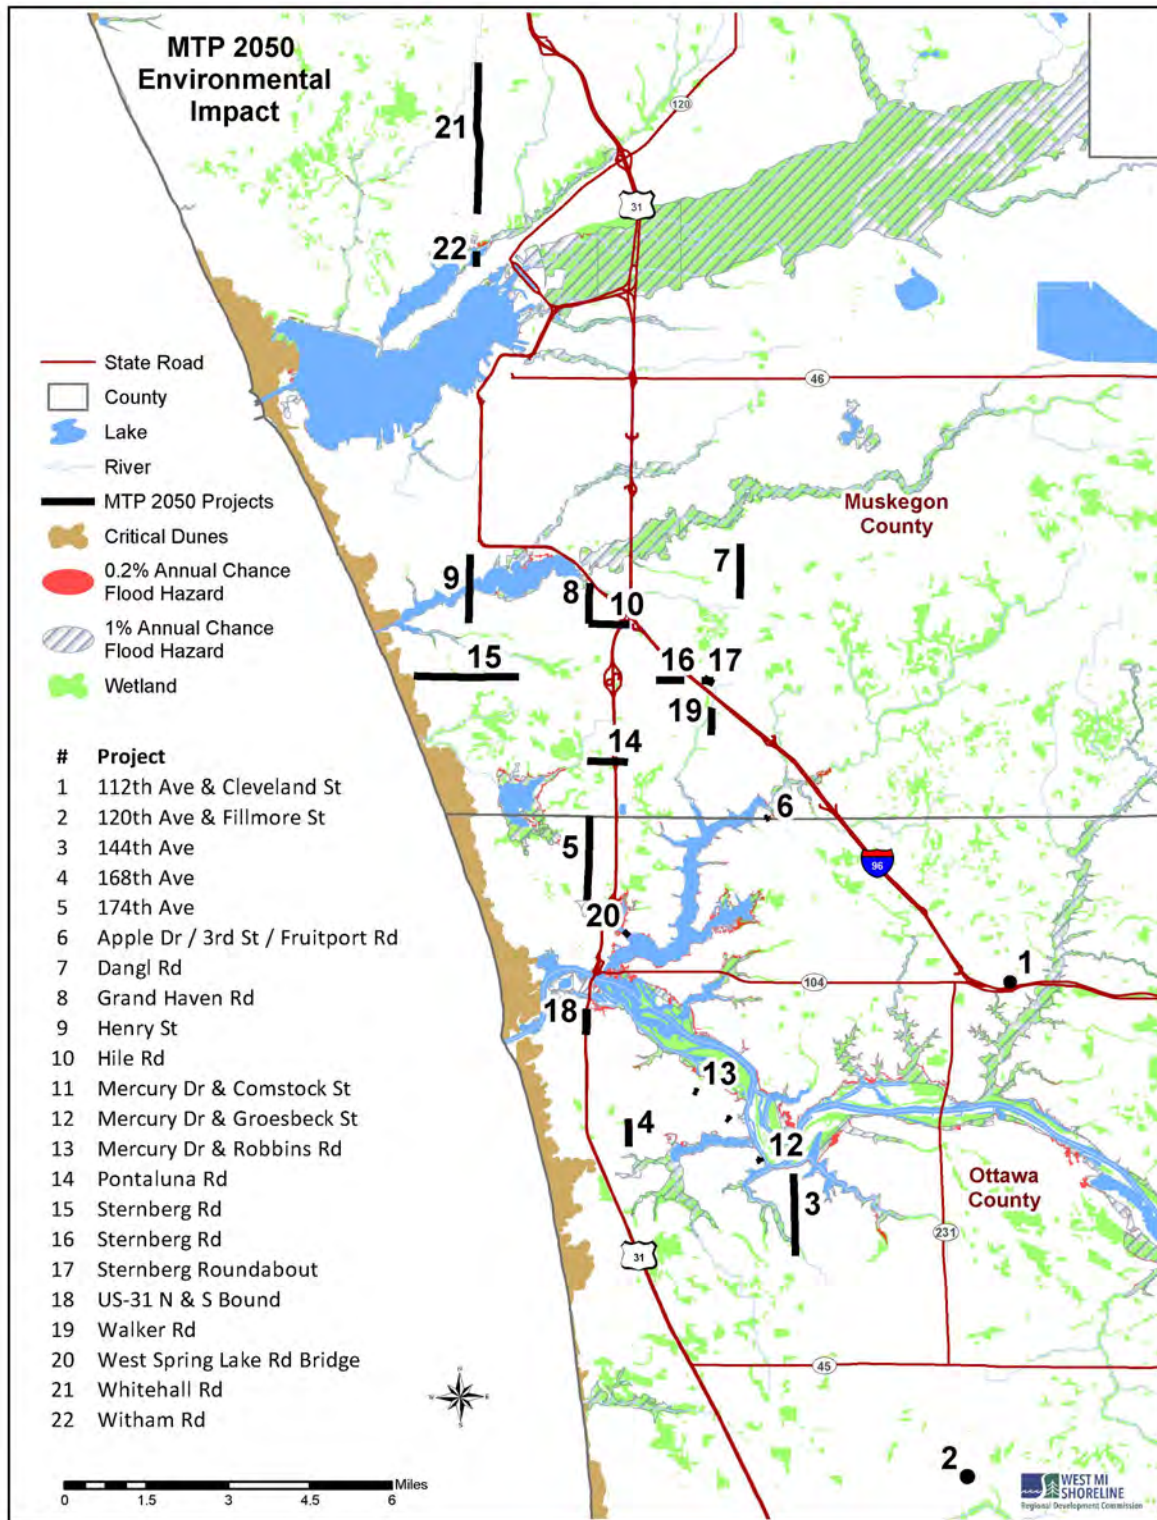 MTP 2050
Environmental
Impact
21
120
31
22
State Road
County
Lake
River
MTP 2050 Projects
Critical Dunes
0.2% Annual Chance
Flood Hazard
1% Annual Chance
Flood Hazard
Wetland
46
Muskegon
County
7
9
8
10
15
16
17
19
14
6
5
96
20
1
104
18
13
4
12
3
Ottawa
County
231
31
45
2
# Project
1 112th Ave & Cleveland St
2 120th Ave & Fillmore St
3 144th Ave
4 168th Ave
5 174th Ave
6 Apple Dr / 3rd St / Fruitport Rd
7 Dangl Rd
8 Grand Haven Rd
9 Henry St
10 Hile Rd
11 Mercury Dr & Comstock St
12 Mercury Dr & Groesbeck St
13 Mercury Dr & Robbins Rd
14 Pontaluna Rd
15 Sternberg Rd
16 Sternberg Rd
17 Sternberg Roundabout
18 US-31 N & S Bound
19 Walker Rd
20 West Spring Lake Rd Bridge
21 Whitehall Rd
22 Witham Rd
N
W E
S
Miles
0 1.5 3 4.5 6
WEST MI
SHORELINE
Regional Development Commission